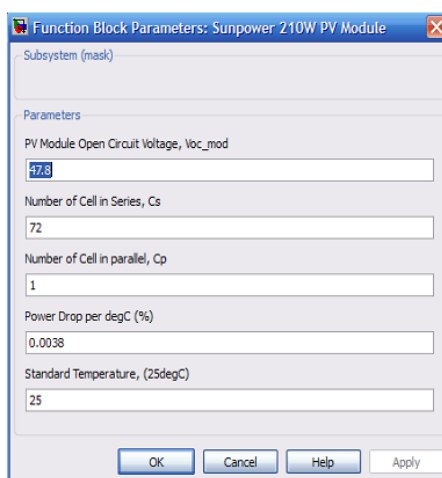 Function Block Parameters: Sunpower 210W PV Module
Subsystem (mask)
Parameters
PV Module Open Circuit Voltage, Voc_mod
47.8
Number of Cell in Series, Cs
72
Number of Cell in parallel, Cp
1
Power Drop per degC (%)
0.0038
Standard Temperature, (25degC)
25
OK Cancel Help Apply